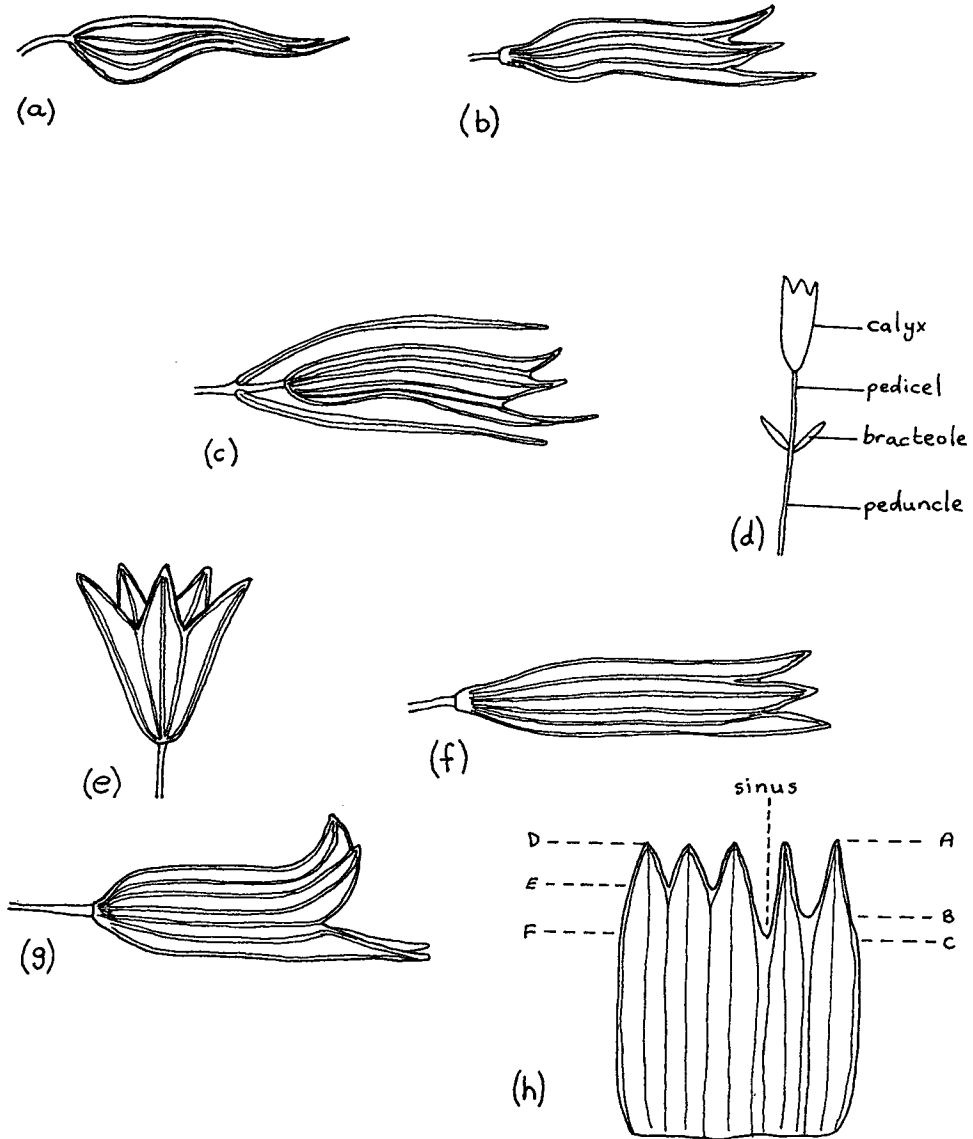 (a)
(b)
(c)
calyx
pedicel
bracteole
peduncle
(d)
(e)
(f)
(g)
sinus
D
A
E
B
F
C
(h)